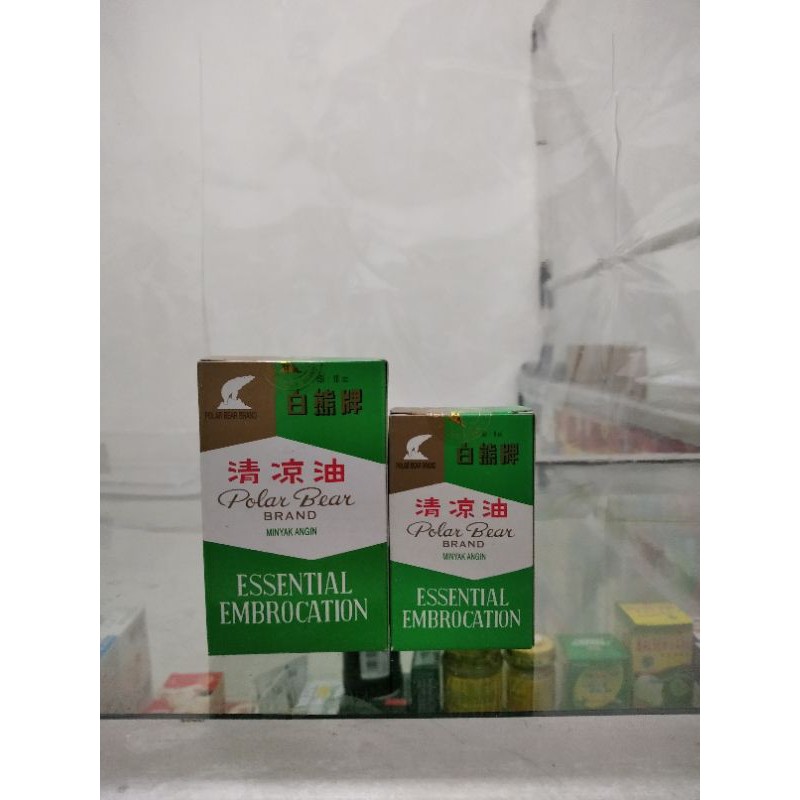 POLAR BEAR BRAND
白熊牌
清凉油
Polar Bear
BRAND
MINYAK ANGIN
ESSENTIAL
EMBROCATION
POLAR BEAR BRAND
白熊牌
清凉油
Polar Bear
BRAND
MINYAK ANGIN
ESSENTIAL
EMBROCATION